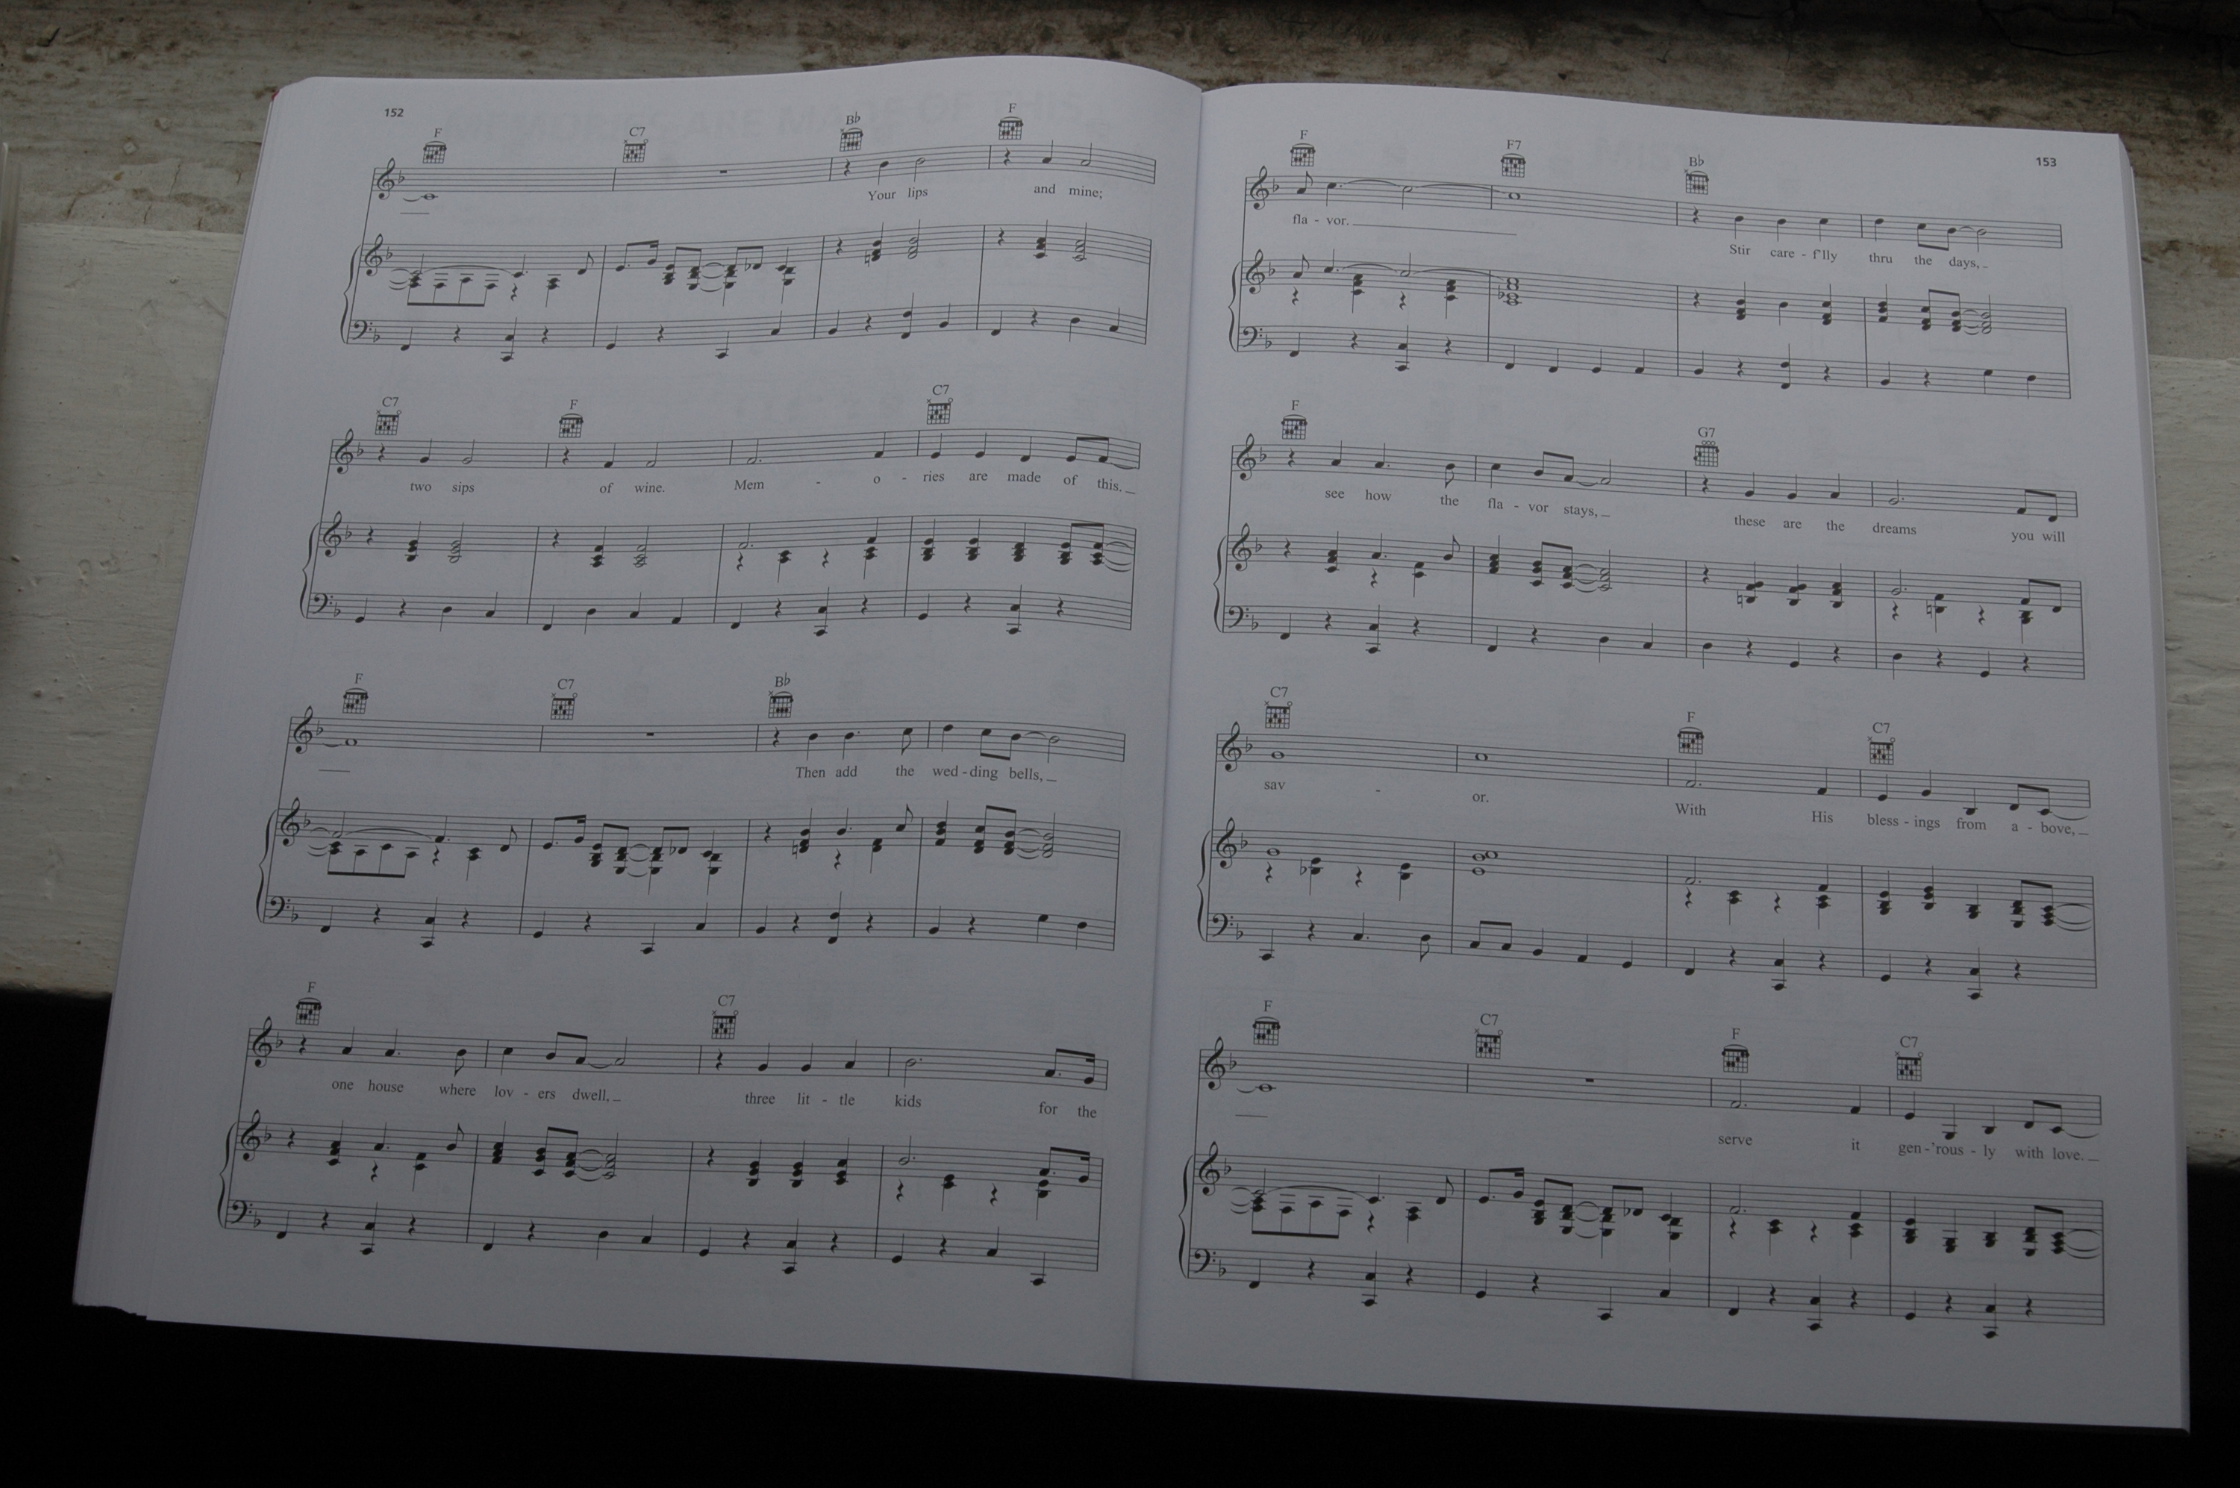 152
F C7 B♭ F
Your lips and mine;
C7 F C7
two sips of wine. Mem - o - ries are made of this.
F C7 B♭
Then add the wed - ding bells,
F C7
one house where lov - ers dwell, three lit - tle kids for the
153
F F7 B♭
fla - vor. Stir care - f'lly thru the days,
F G7
see how the fla - vor stays, these are the dreams you will
C7 F C7
sav - or. With His bless - ings from a - bove,
F C7 F C7
serve it gen - 'rous - ly with love.